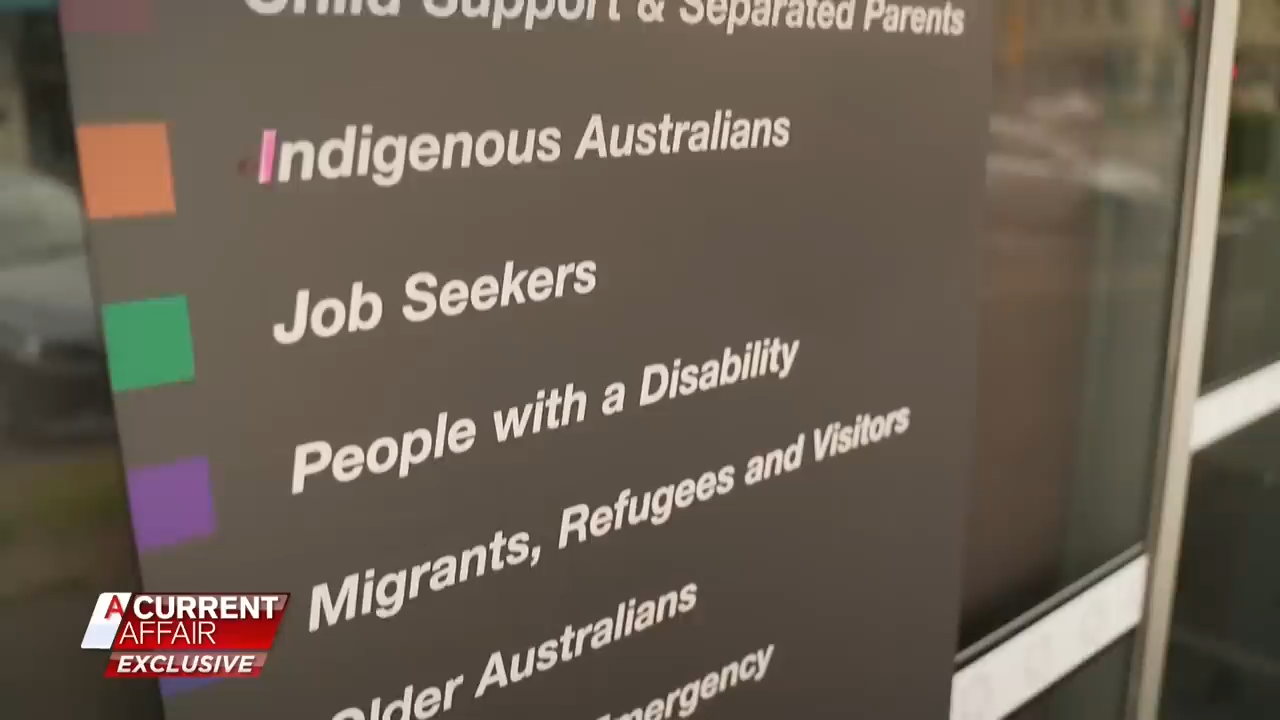 Child Support & Separated Parents
Indigenous Australians
Job Seekers
People with a Disability
Migrants, Refugees and Visitors
Older Australians
Emergency
A CURRENT
AFFAIR
EXCLUSIVE